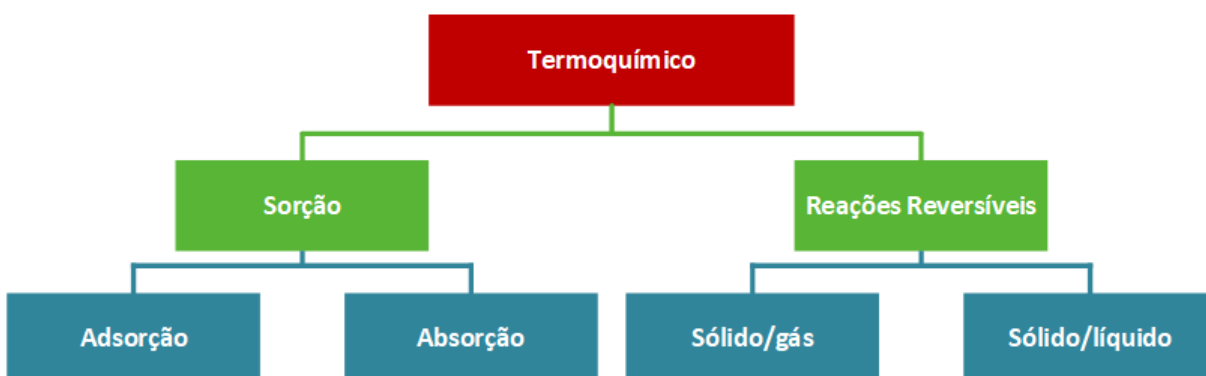 Termoquímico
Sorção
Reações Reversíveis
Adsorção
Absorção
Sólido/gás
Sólido/líquido